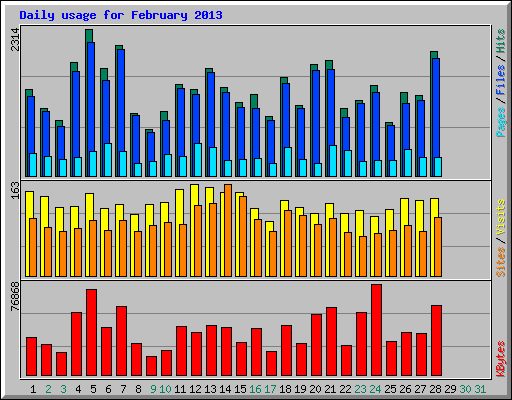 Daily usage for February 2013
2314
Pages / Files / Hits
163
Sites / Visits
76868
KBytes
1 2 3 4 5 6 7 8 9 10 11 12 13 14 15 16 17 18 19 20 21 22 23 24 25 26 27 28 29 30 31